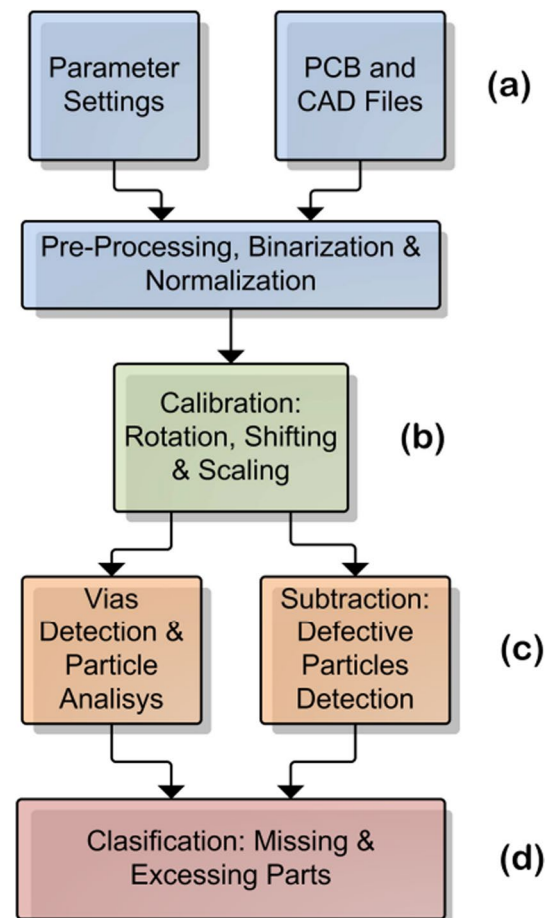 Parameter
Settings
PCB and
CAD Files
(a)
Pre-Processing, Binarization &
Normalization
Calibration:
Rotation, Shifting
& Scaling
(b)
Vias
Detection &
Particle
Analisys
Subtraction:
Defective
Particles
Detection
(c)
Clasification: Missing &
Excessing Parts
(d)